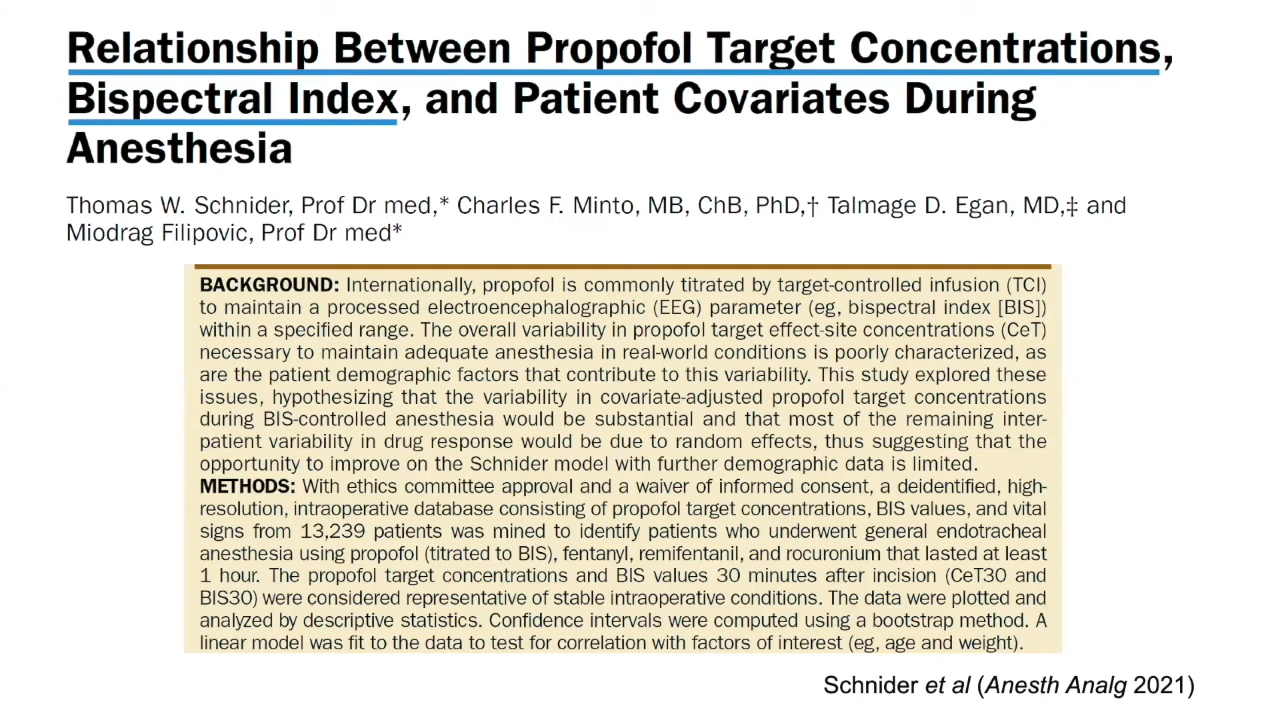 Relationship Between Propofol Target Concentrations,
Bispectral Index, and Patient Covariates During
Anesthesia
Thomas W. Schnider, Prof Dr med,* Charles F. Minto, MB, ChB, PhD,† Talmage D. Egan, MD,‡ and
Miodrag Filipovic, Prof Dr med*
BACKGROUND: Internationally, propofol is commonly titrated by target-controlled infusion (TCI)
to maintain a processed electroencephalographic (EEG) parameter (eg, bispectral index [BIS])
within a specified range. The overall variability in propofol target effect-site concentrations (CeT)
necessary to maintain adequate anesthesia in real-world conditions is poorly characterized, as
are the patient demographic factors that contribute to this variability. This study explored these
issues, hypothesizing that the variability in covariate-adjusted propofol target concentrations
during BIS-controlled anesthesia would be substantial and that most of the remaining inter-
patient variability in drug response would be due to random effects, thus suggesting that the
opportunity to improve on the Schnider model with further demographic data is limited.
METHODS: With ethics committee approval and a waiver of informed consent, a deidentified, high-
resolution, intraoperative database consisting of propofol target concentrations, BIS values, and vital
signs from 13,239 patients was mined to identify patients who underwent general endotracheal
anesthesia using propofol (titrated to BIS), fentanyl, remifentanil, and rocuronium that lasted at least
1 hour. The propofol target concentrations and BIS values 30 minutes after incision (CeT30 and
BIS30) were considered representative of stable intraoperative conditions. The data were plotted and
analyzed by descriptive statistics. Confidence intervals were computed using a bootstrap method. A
linear model was fit to the data to test for correlation with factors of interest (eg, age and weight).
Schnider et al (Anesth Analg 2021)